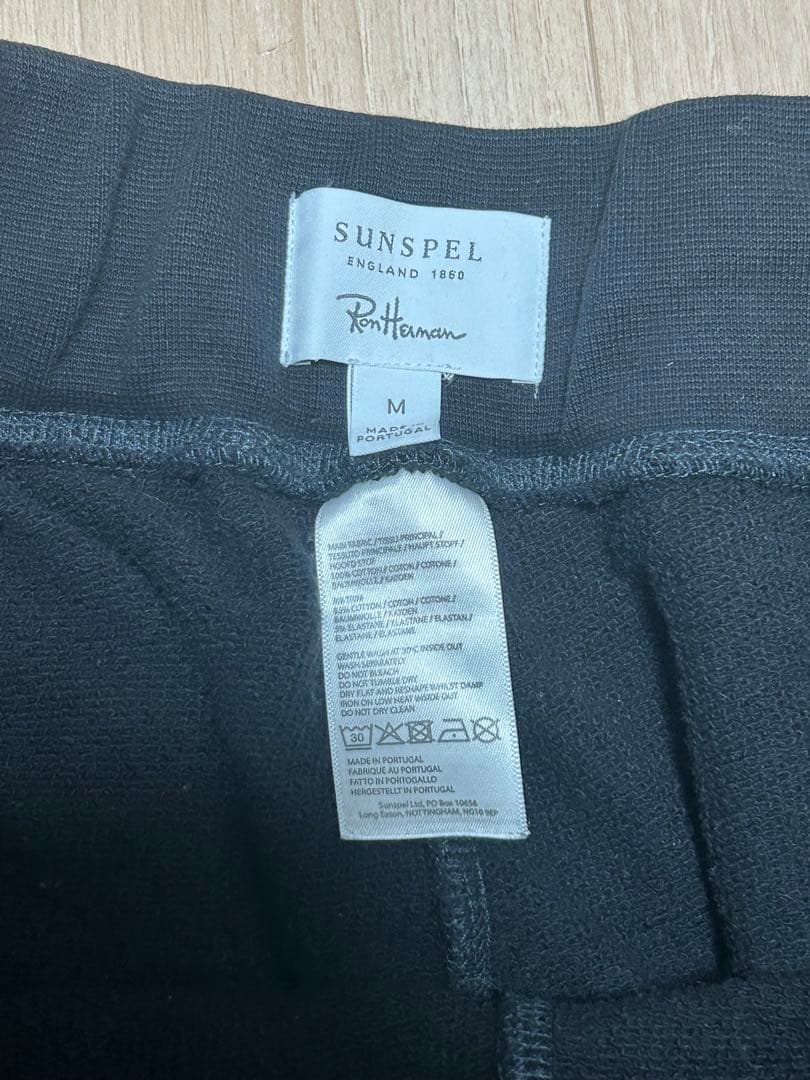 SUNSPEL
ENGLAND 1860
Ron Herman
M
MADE IN
PORTUGAL
MAIN FABRIC / TISSU PRINCIPAL /
TESSUTO PRINCIPALE / HAUPT STOFF /
HOOFD STOF
100% COTTON / COTON / COTONE /
BAUMWOLLE / KATOEN
RIB TRIM
95% COTTON / COTON / COTONE /
BAUMWOLLE / KATOEN
5% ELASTANE / ELASTANE / ELASTAN /
ELASTANE / ELASTANE
GENTLE WASH AT 30°C INSIDE OUT
WASH SEPARATELY
DO NOT BLEACH
DO NOT TUMBLE DRY
DRY FLAT AND RESHAPE WHILST DAMP
IRON ON LOW HEAT INSIDE OUT
DO NOT DRY CLEAN
30
MADE IN PORTUGAL
FABRIQUE AU PORTUGAL
FATTO IN PORTOGALLO
HERGESTELLT IN PORTUGAL
Sunspel Ltd, PO Box 10656
Long Eaton, NOTTINGHAM, NG10 9EP